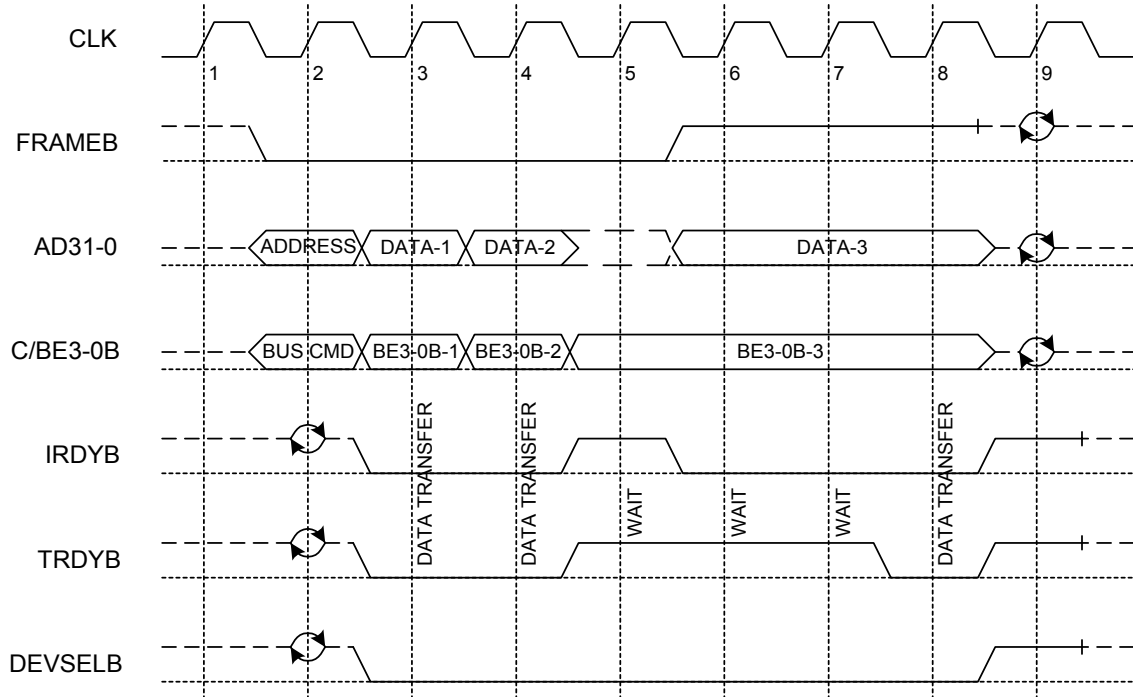 CLK
1 2 3 4 5 6 7 8 9
FRAMEB
AD31-0
ADDRESS DATA-1 DATA-2 DATA-3
C/BE3-0B
BUS CMD BE3-0B-1 BE3-0B-2 BE3-0B-3
IRDYB
DATA TRANSFER
DATA TRANSFER
WAIT
WAIT
WAIT
DATA TRANSFER
TRDYB
DEVSELB